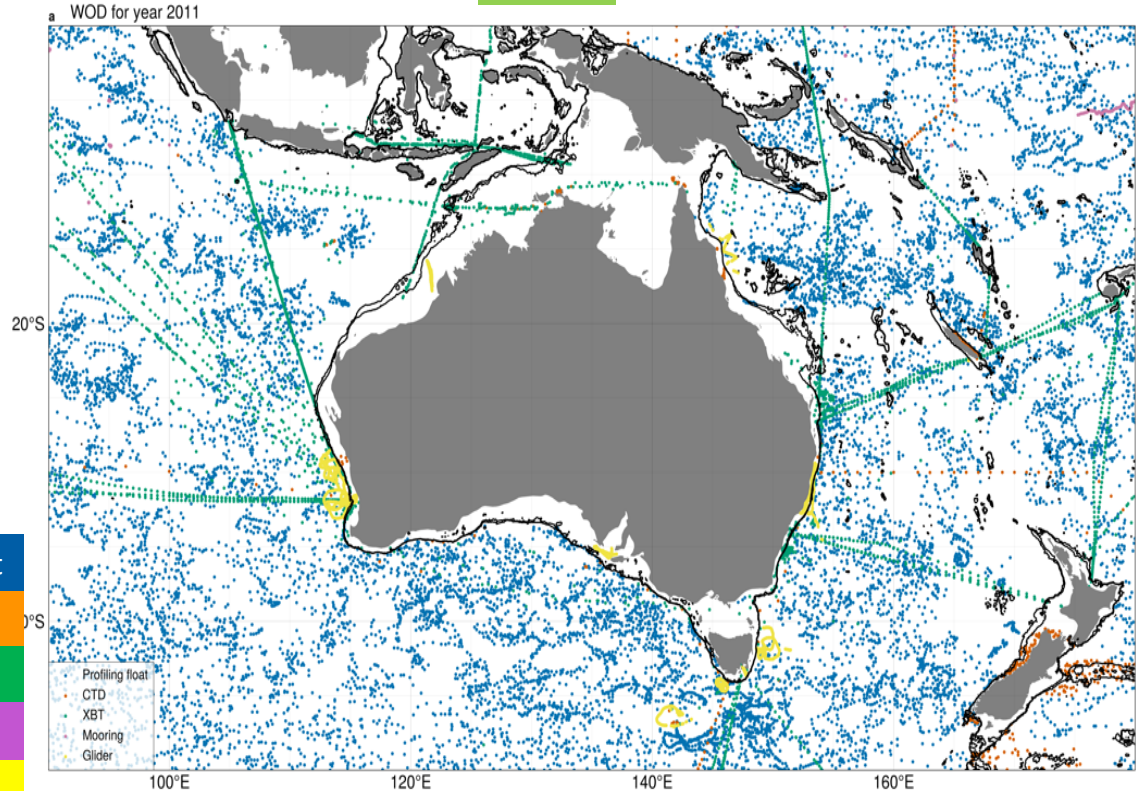 a WOD for year 2011
20°S
0°S
t
Profiling float
CTD
XBT
Mooring
Glider
100°E 120°E 140°E 160°E